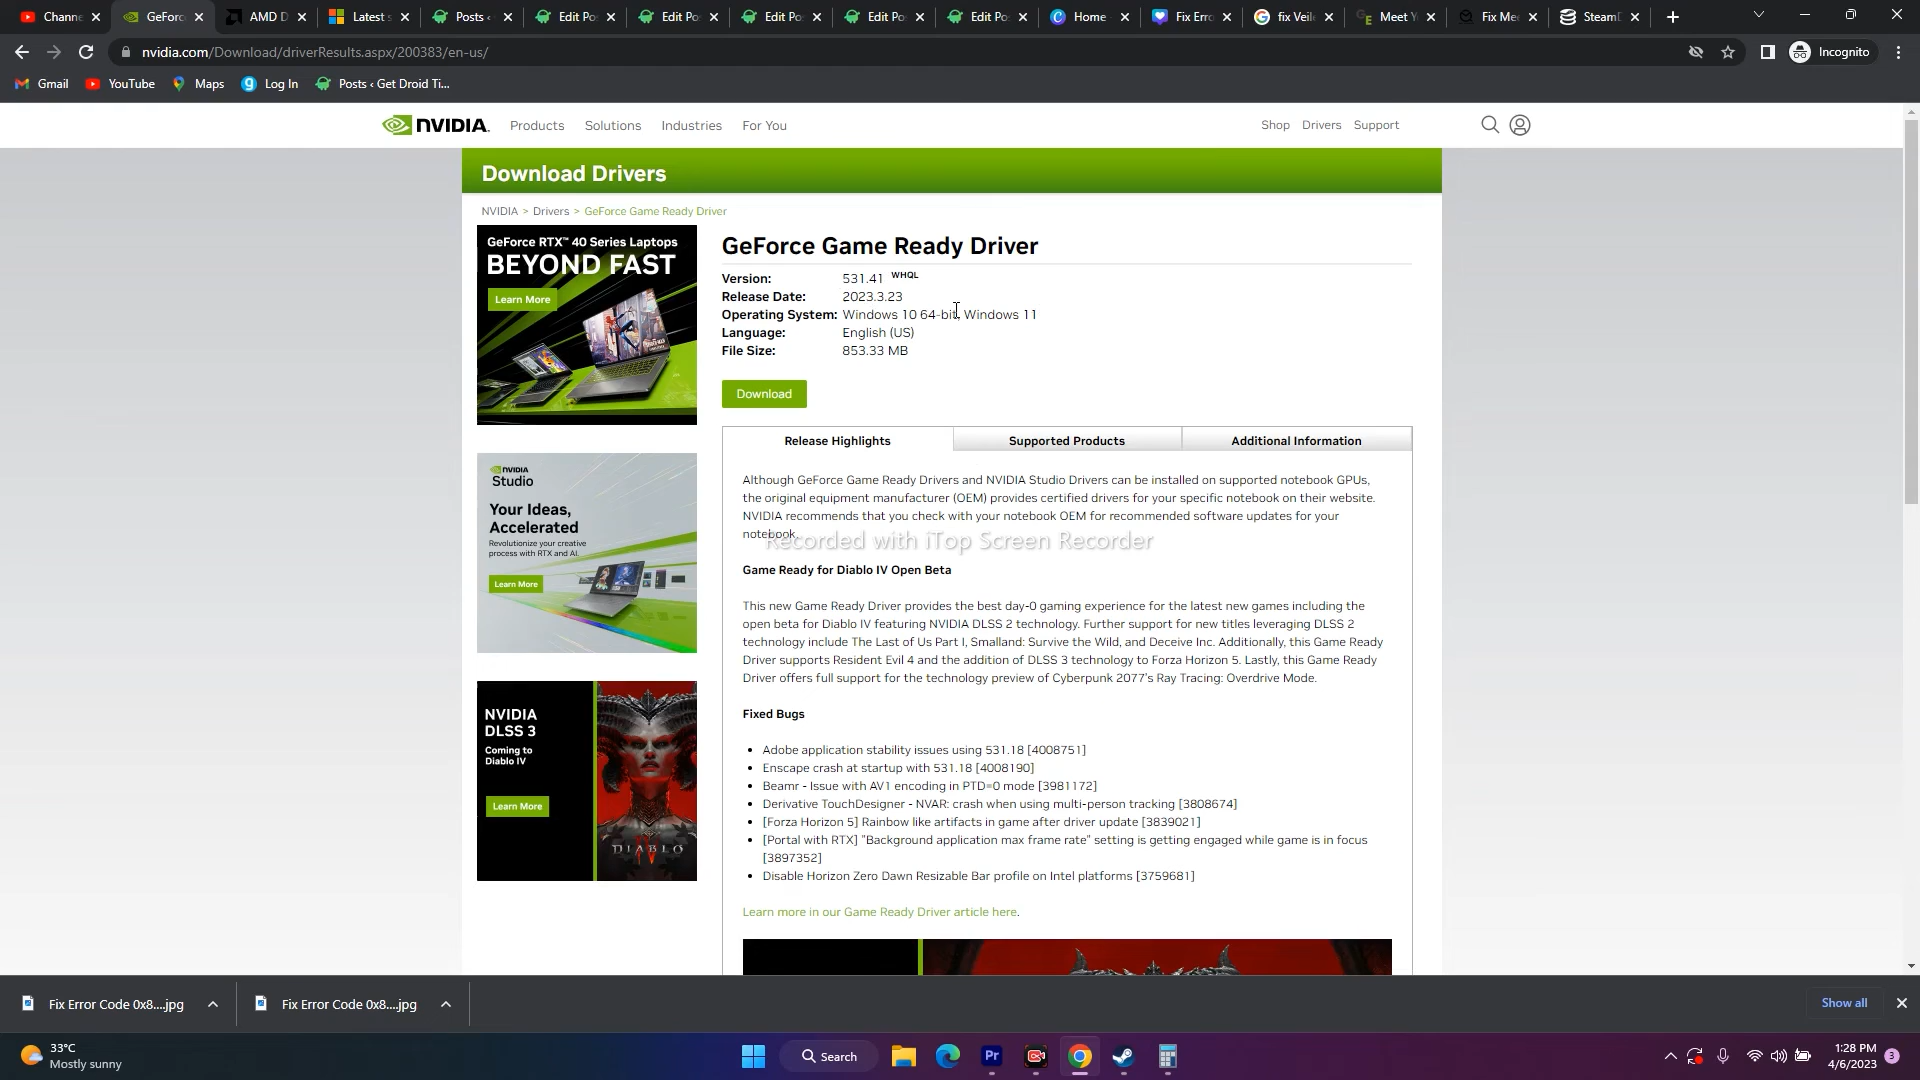 Channe
GeForc
AMD D
Latest s
Posts ‹
Edit Po
Edit Po
Edit Po
Edit Po
Edit Po
Home
Fix Erro
fix Veil
Meet Y
Fix Me
SteamD
nvidia.com/Download/driverResults.aspx/200383/en-us/
Incognito
Gmail
YouTube
Maps
Log In
Posts ‹ Get Droid Ti...
NVIDIA.
Products
Solutions
Industries
For You
Shop
Drivers
Support
Download Drivers
NVIDIA > Drivers > GeForce Game Ready Driver
GeForce RTX™ 40 Series Laptops
BEYOND FAST
Learn More
GeForce Game Ready Driver
Version: 531.41 WHQL
Release Date: 2023.3.23
Operating System: Windows 10 64-bit, Windows 11
Language: English (US)
File Size: 853.33 MB
Download
Release Highlights
Supported Products
Additional Information
NVIDIA
Studio
Your Ideas,
Accelerated
Revolutionize your creative
process with RTX and AI.
Learn More
Although GeForce Game Ready Drivers and NVIDIA Studio Drivers can be installed on supported notebook GPUs,
the original equipment manufacturer (OEM) provides certified drivers for your specific notebook on their website.
NVIDIA recommends that you check with your notebook OEM for recommended software updates for your
notebook.
Recorded with iTop Screen Recorder
Game Ready for Diablo IV Open Beta
This new Game Ready Driver provides the best day-0 gaming experience for the latest new games including the
open beta for Diablo IV featuring NVIDIA DLSS 2 technology. Further support for new titles leveraging DLSS 2
technology include The Last of Us Part I, Smalland: Survive the Wild, and Deceive Inc. Additionally, this Game Ready
Driver supports Resident Evil 4 and the addition of DLSS 3 technology to Forza Horizon 5. Lastly, this Game Ready
Driver offers full support for the technology preview of Cyberpunk 2077's Ray Tracing: Overdrive Mode.
NVIDIA
DLSS 3
Coming to
Diablo IV
Learn More
DIABLO
IV
Fixed Bugs
• Adobe application stability issues using 531.18 [4008751]
• Enscape crash at startup with 531.18 [4008190]
• Beamr - Issue with AV1 encoding in PTD=0 mode [3981172]
• Derivative TouchDesigner - NVAR: crash when using multi-person tracking [3808674]
• [Forza Horizon 5] Rainbow like artifacts in game after driver update [3839021]
• [Portal with RTX] "Background application max frame rate" setting is getting engaged while game is in focus
[3897352]
• Disable Horizon Zero Dawn Resizable Bar profile on Intel platforms [3759681]
Learn more in our Game Ready Driver article here.
Fix Error Code 0x8....jpg
Fix Error Code 0x8....jpg
Show all
33°C
Mostly sunny
Search
Pr
1:28 PM
4/6/2023
3